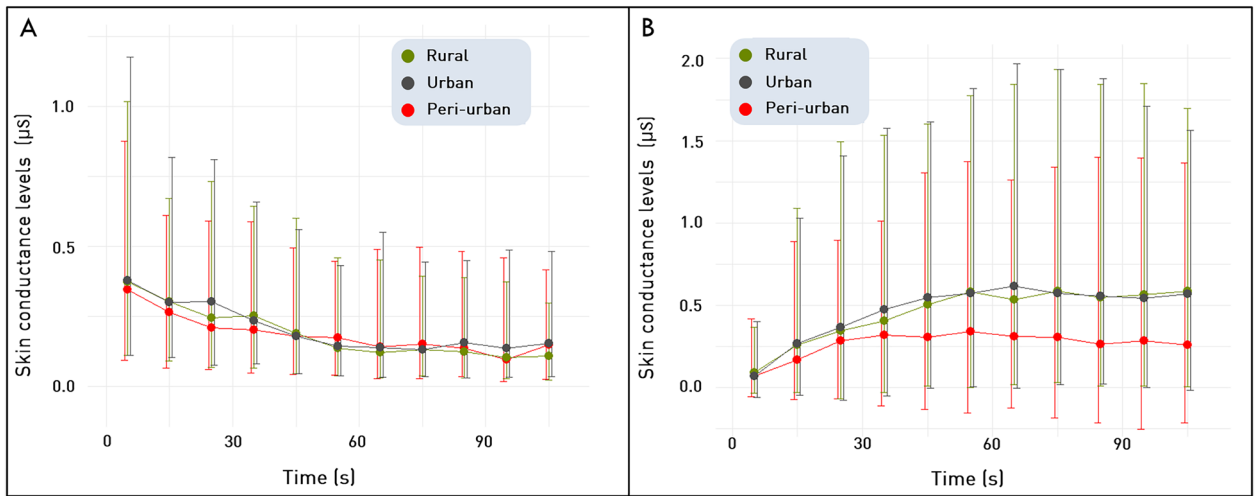 A
Rural
Urban
Peri-urban
1.0
0.5
0.0
Skin conductance levels (µS)
0
30
60
90
Time (s)
B
Rural
Urban
Peri-urban
2.0
1.5
1.0
0.5
0.0
Skin conductance levels (µS)
0
30
60
90
Time (s)